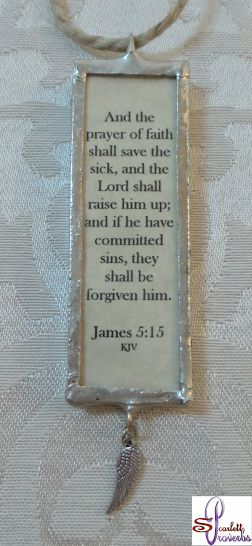 And the
prayer of faith
shall save the
sick, and the
Lord shall
raise him up;
and if he have
committed
sins, they
shall be
forgiven him.
James 5:15
KJV
Scarlett
Proverbs